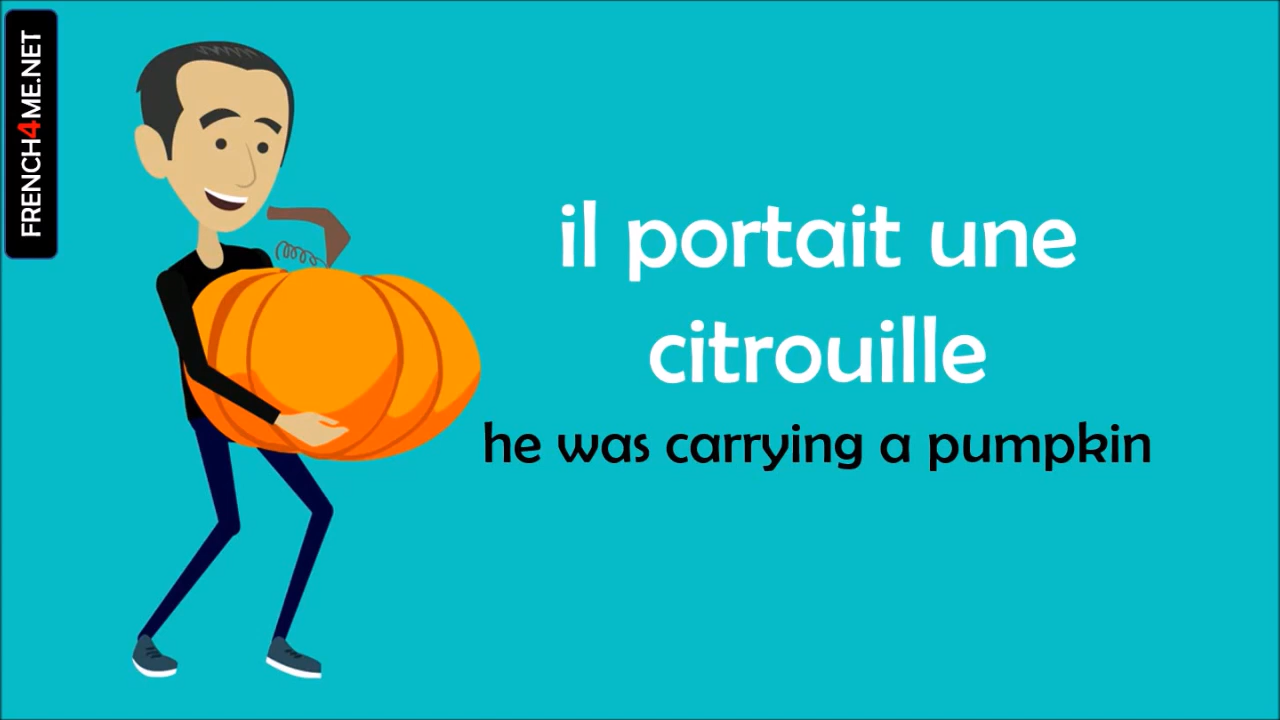 FRENCH4ME.NET
il portait une
citrouille
he was carrying a pumpkin